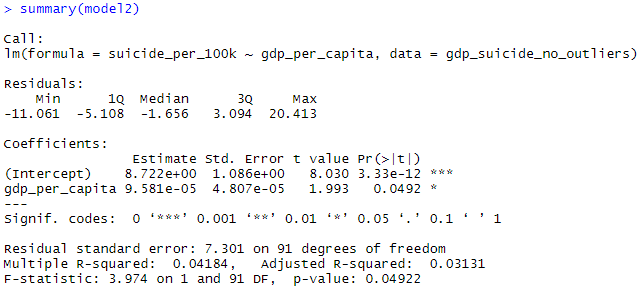 > summary(model2)
Call:
lm(formula = suicide_per_100k ~ gdp_per_capita, data = gdp_suicide_no_outliers)
Residuals:
    Min      1Q  Median      3Q     Max
-11.061  -5.108  -1.656   3.094  20.413
Coefficients:
                Estimate Std. Error t value Pr(>|t|)
(Intercept)    8.722e+00  1.086e+00   8.030 3.33e-12 ***
gdp_per_capita 9.581e-05  4.807e-05   1.993   0.0492 *
---
Signif. codes:  0 ‘***’ 0.001 ‘**’ 0.01 ‘*’ 0.05 ‘.’ 0.1 ‘ ’ 1
Residual standard error: 7.301 on 91 degrees of freedom
Multiple R-squared:  0.04184,   Adjusted R-squared:  0.03131
F-statistic: 3.974 on 1 and 91 DF,  p-value: 0.04922